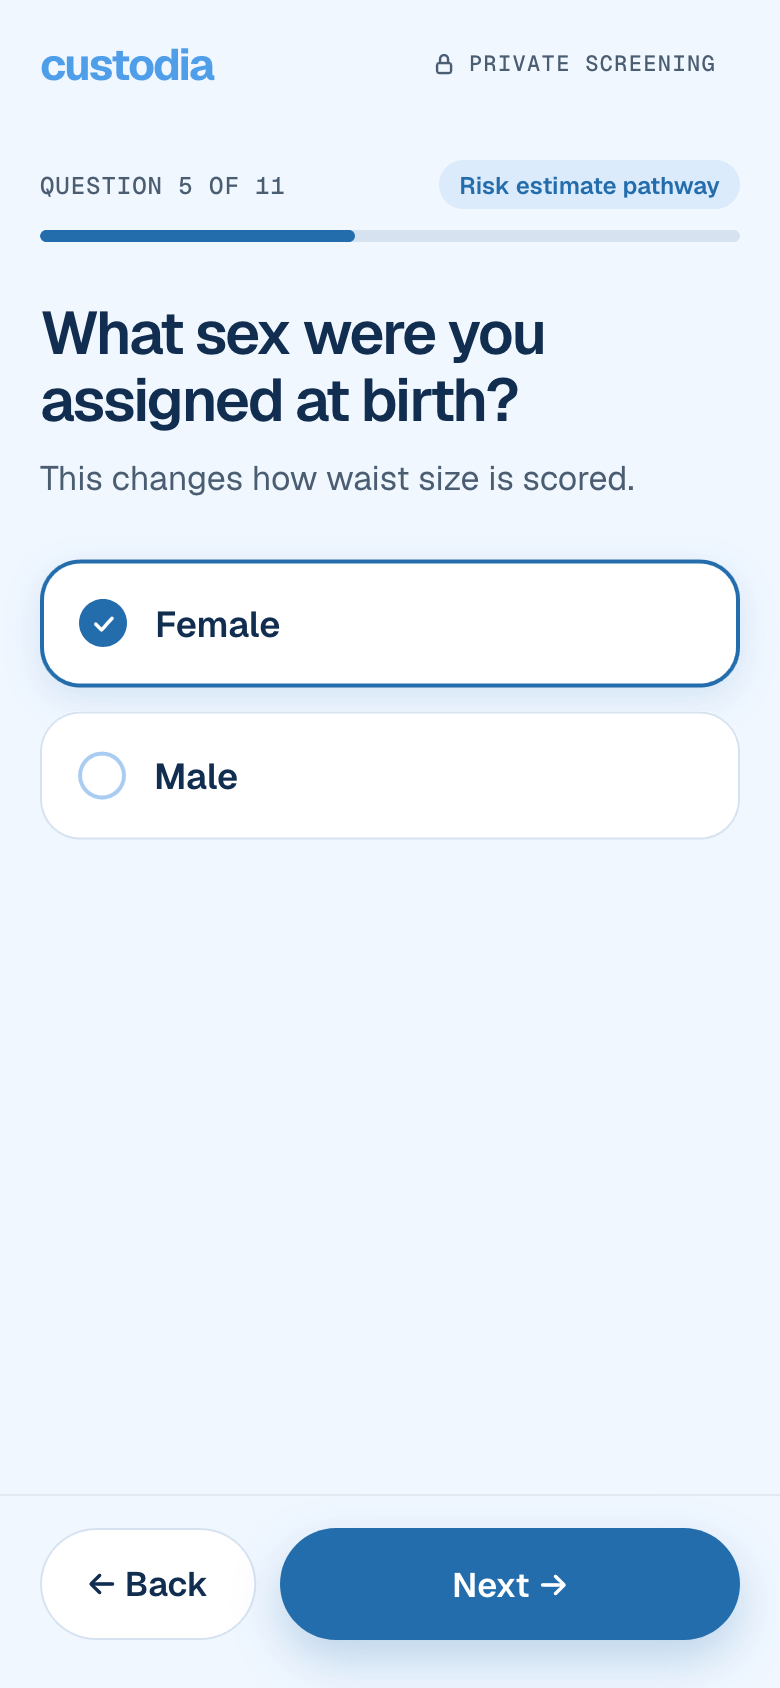 custodia
PRIVATE SCREENING
QUESTION 5 OF 11
Risk estimate pathway
What sex were you
assigned at birth?
This changes how waist size is scored.
Female
Male
← Back
Next →